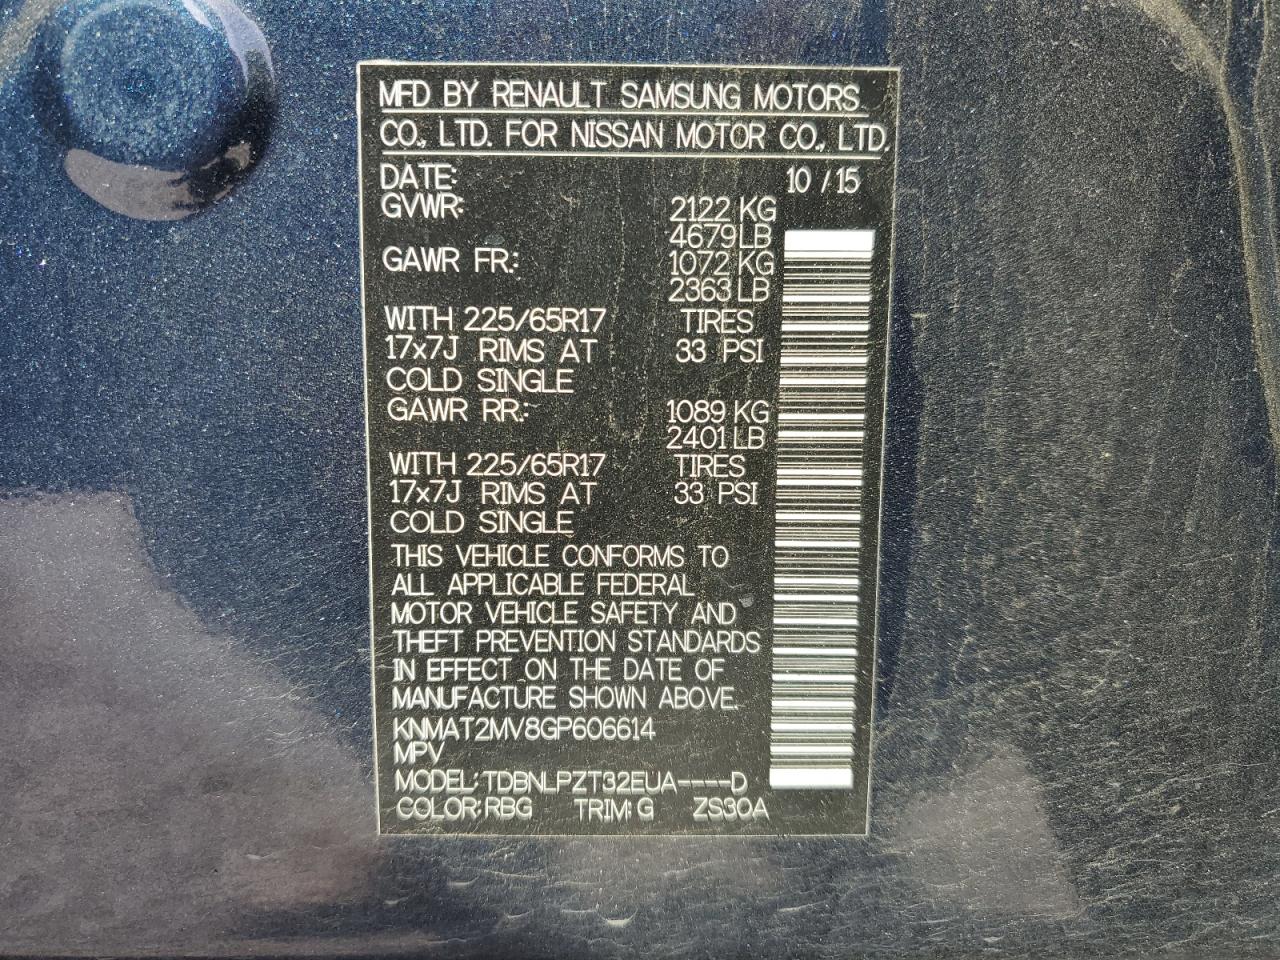 MFD BY RENAULT SAMSUNG MOTORS
CO., LTD. FOR NISSAN MOTOR CO., LTD.
DATE: 10 / 15
GVWR: 2122 KG
4679 LB
GAWR FR.: 1072 KG
2363 LB
WITH 225/65R17 TIRES
17x7J RIMS AT 33 PSI
COLD SINGLE
GAWR RR.: 1089 KG
2401 LB
WITH 225/65R17 TIRES
17x7J RIMS AT 33 PSI
COLD SINGLE
THIS VEHICLE CONFORMS TO
ALL APPLICABLE FEDERAL
MOTOR VEHICLE SAFETY AND
THEFT PREVENTION STANDARDS
IN EFFECT ON THE DATE OF
MANUFACTURE SHOWN ABOVE.
KNMAT2MV8GP606614
MPV
MODEL: TDBNLPZT32EUA----D
COLOR: RBG TRIM: G ZS30A